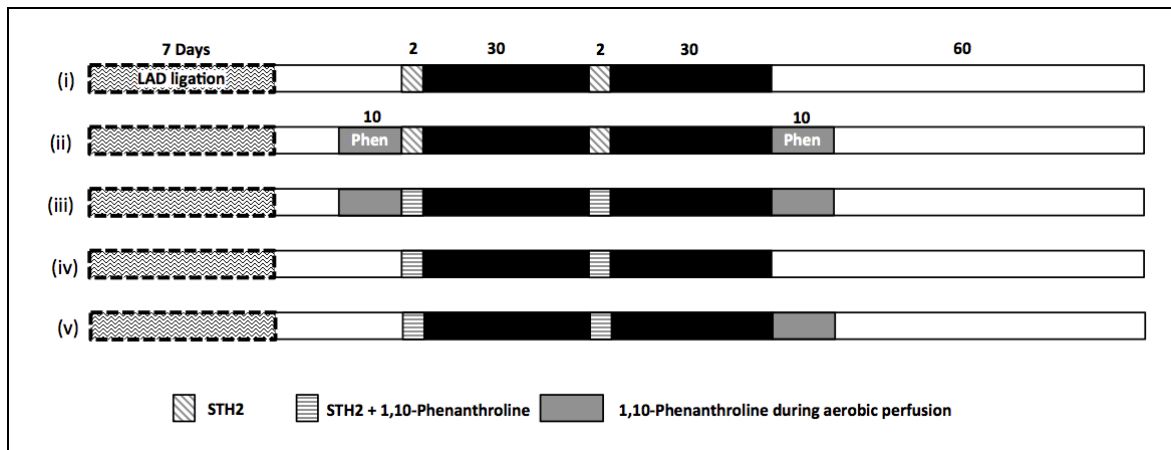 7 Days 2 30 2 30 60
(i) LAD ligation
10 10
(ii) Phen Phen
(iii)
(iv)
(v)
STH2 STH2 + 1,10-Phenanthroline 1,10-Phenanthroline during aerobic perfusion